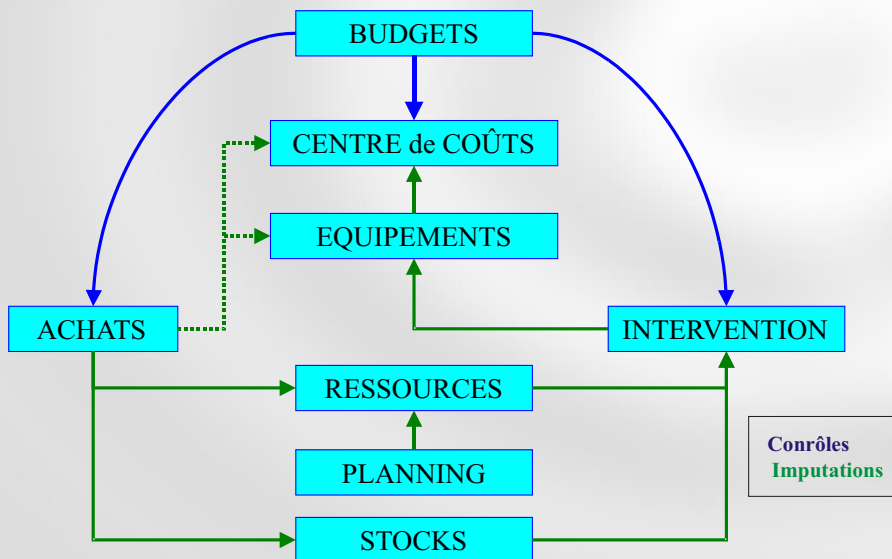 BUDGETS
CENTRE de COÛTS
EQUIPEMENTS
ACHATS
INTERVENTION
RESSOURCES
PLANNING
STOCKS
Conrôles
Imputations